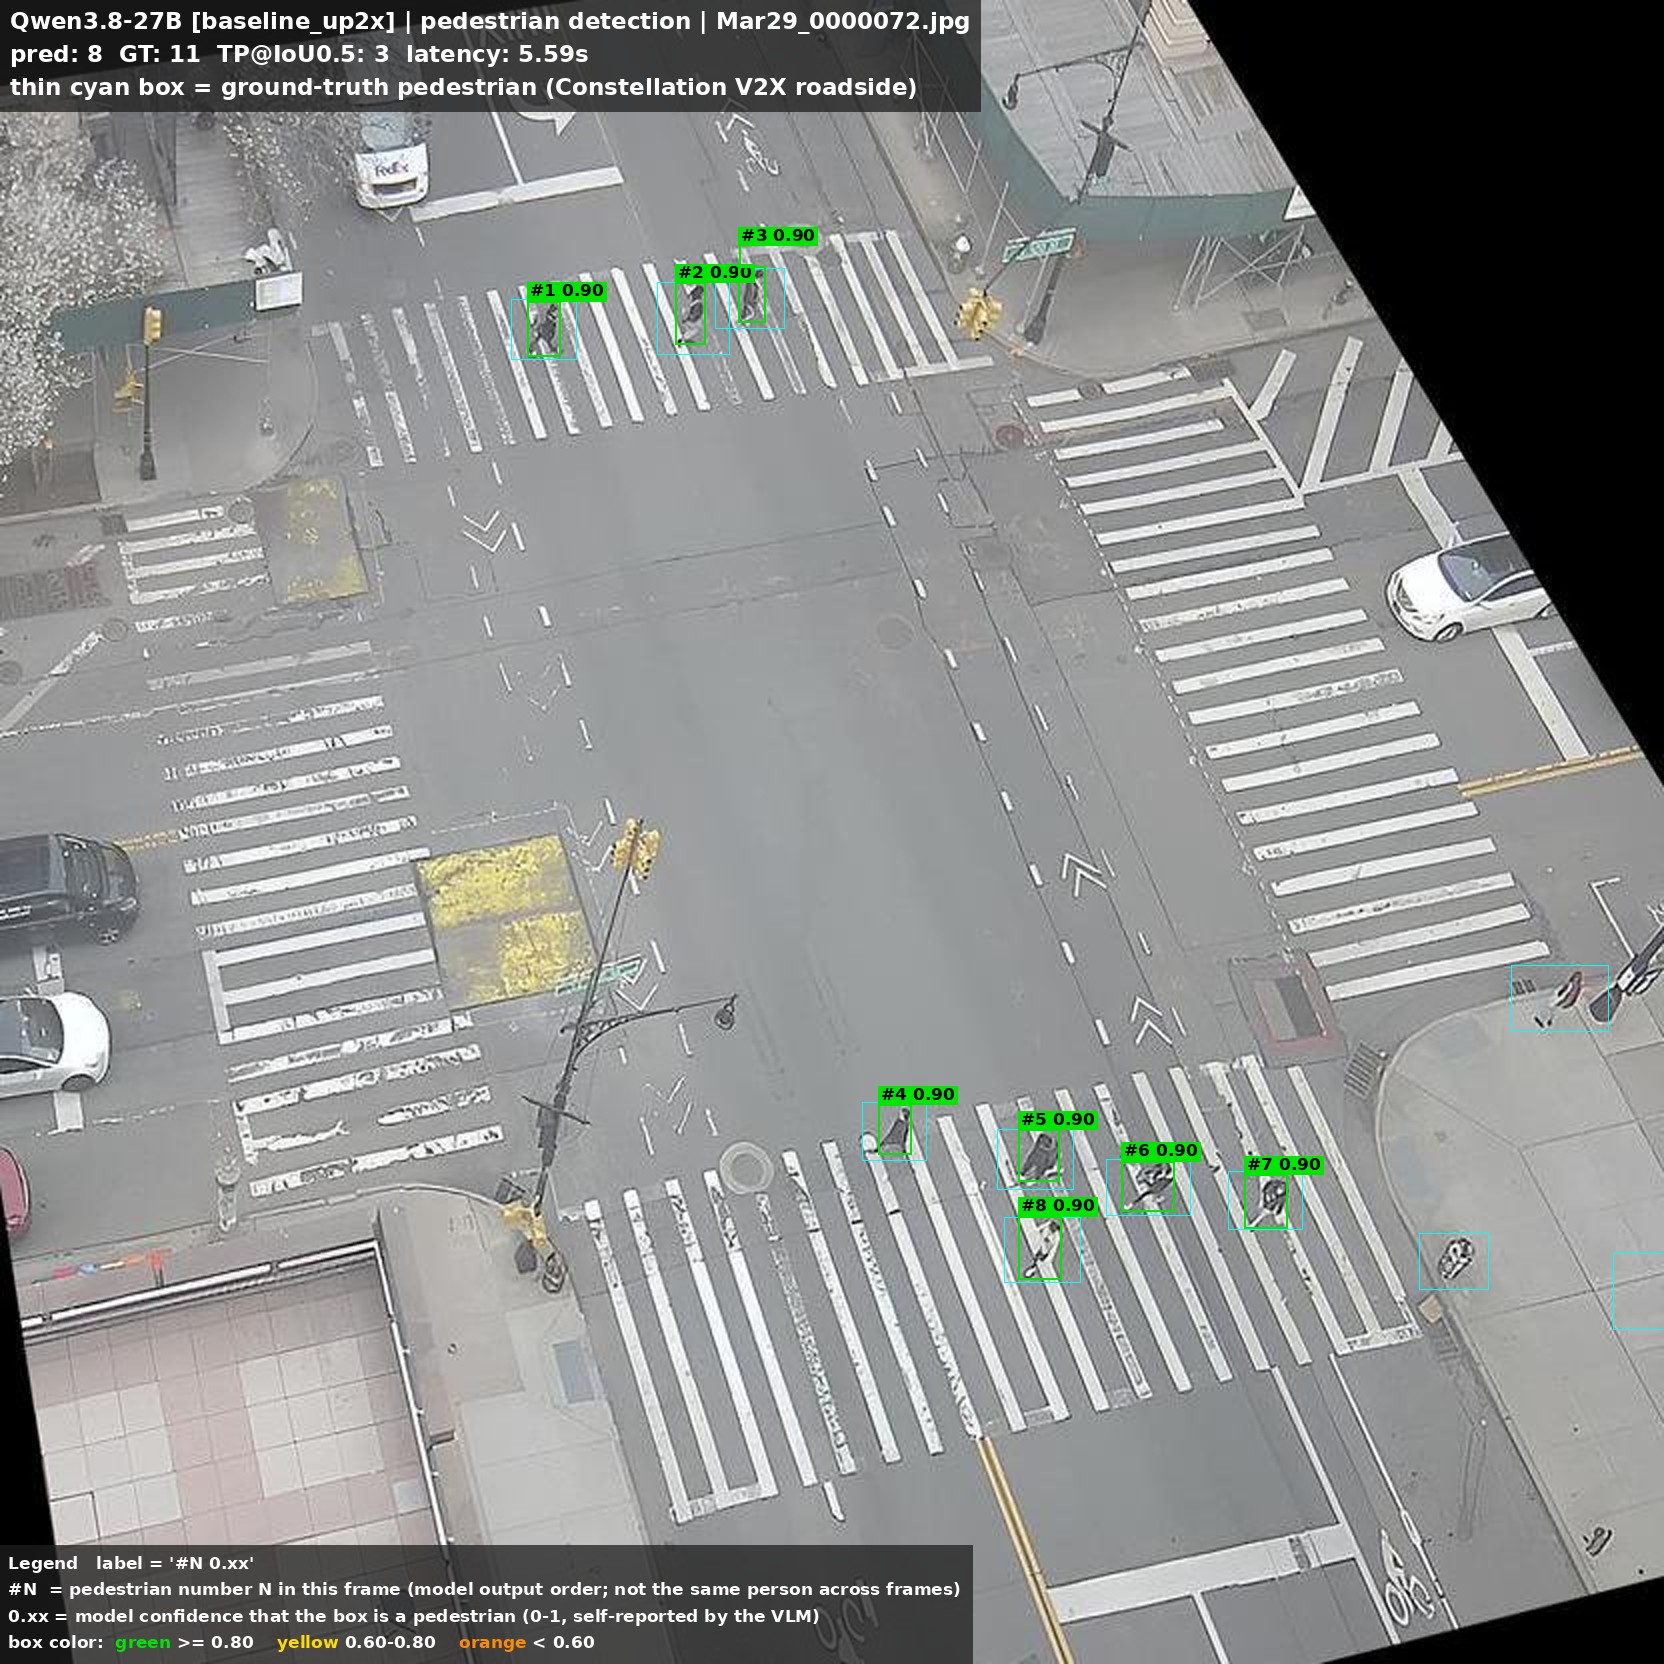 Qwen3.8-27B [baseline_up2x] | pedestrian detection | Mar29_0000072.jpg
pred: 8  GT: 11  TP@IoU0.5: 3  latency: 5.59s
thin cyan box = ground-truth pedestrian (Constellation V2X roadside)
FedEx
#3 0.90
#2 0.90
#1 0.90
#4 0.90
#5 0.90
#6 0.90
#7 0.90
#8 0.90
Legend   label = '#N 0.xx'
#N  = pedestrian number N in this frame (model output order; not the same person across frames)
0.xx = model confidence that the box is a pedestrian (0-1, self-reported by the VLM)
box color:  green >= 0.80    yellow 0.60-0.80    orange < 0.60